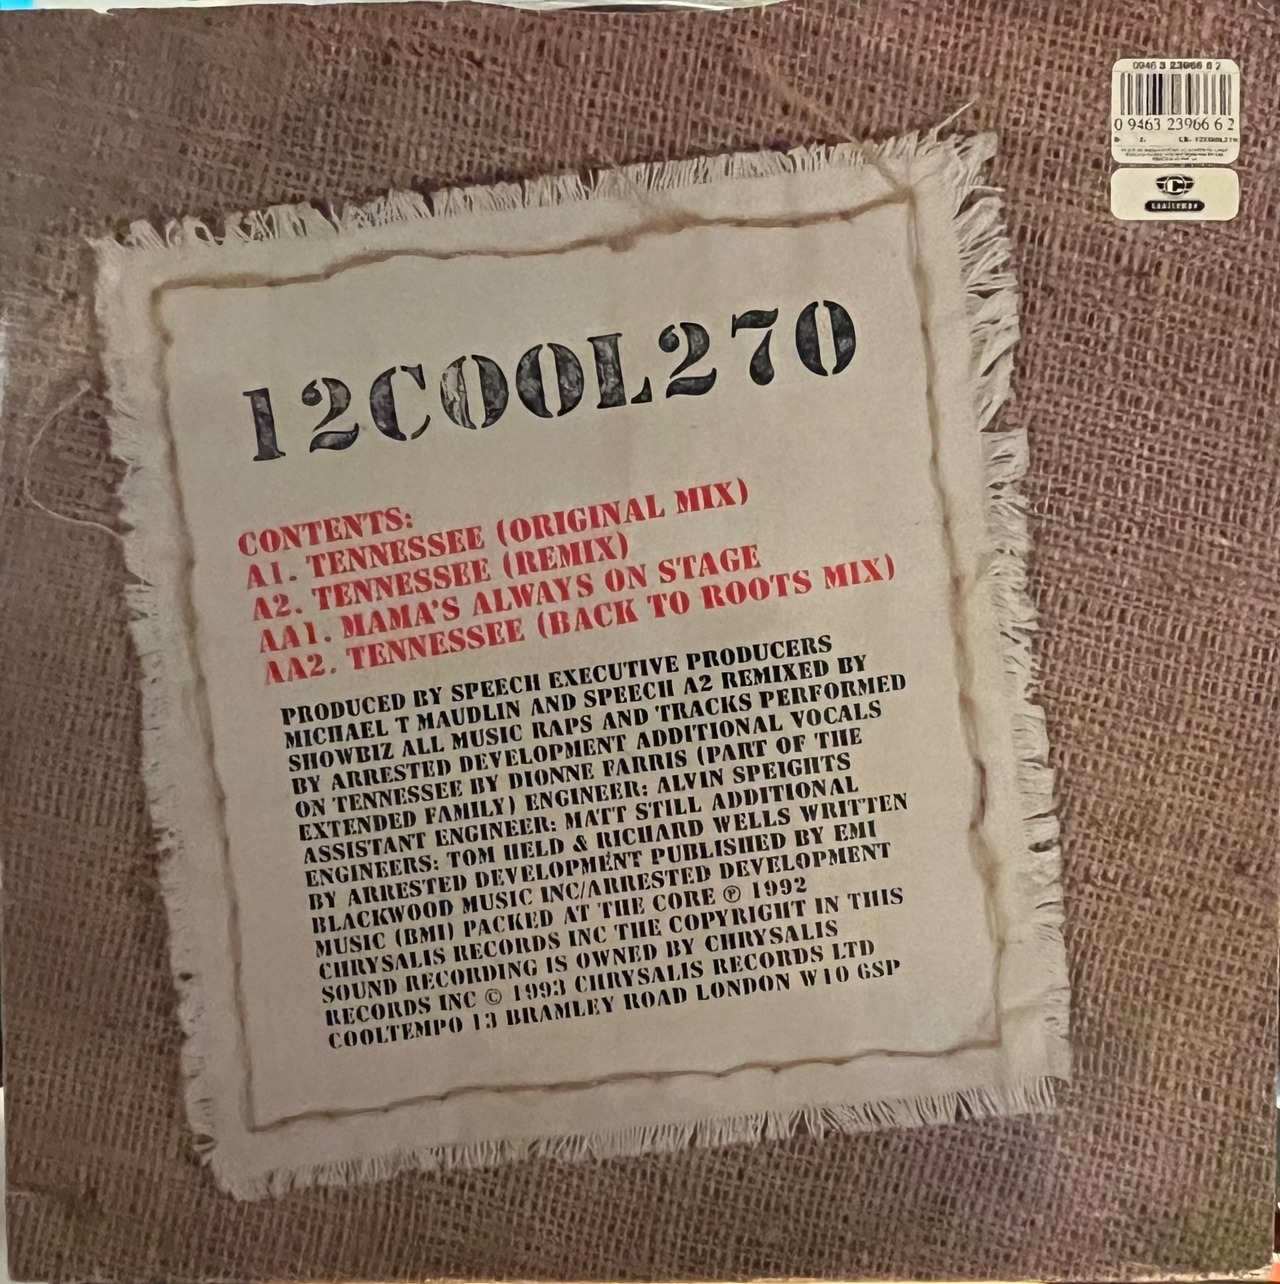 0946 3 23966 6 2
0 9463 23966 6 2
cooltempo
12COOL270
CONTENTS:
A1. TENNESSEE (ORIGINAL MIX)
A2. TENNESSEE (REMIX)
AA1. MAMA'S ALWAYS ON STAGE
AA2. TENNESSEE (BACK TO ROOTS MIX)
PRODUCED BY SPEECH EXECUTIVE PRODUCERS
MICHAEL T MAUDLIN AND SPEECH A2 REMIXED BY
SHOWBIZ ALL MUSIC RAPS AND TRACKS PERFORMED
BY ARRESTED DEVELOPMENT ADDITIONAL VOCALS
ON TENNESSEE BY DIONNE FARRIS (PART OF THE
EXTENDED FAMILY) ENGINEER: ALVIN SPEIGHTS
ASSISTANT ENGINEER: MATT STILL ADDITIONAL
ENGINEERS: TOM HELD & RICHARD WELLS WRITTEN
BY ARRESTED DEVELOPMENT PUBLISHED BY EMI
BLACKWOOD MUSIC INC/ARRESTED DEVELOPMENT
MUSIC (BMI) PACKED AT THE CORE ℗ 1992
CHRYSALIS RECORDS INC THE COPYRIGHT IN THIS
SOUND RECORDING IS OWNED BY CHRYSALIS
RECORDS INC © 1993 CHRYSALIS RECORDS LTD
COOLTEMPO 13 BRAMLEY ROAD LONDON W10 6SP